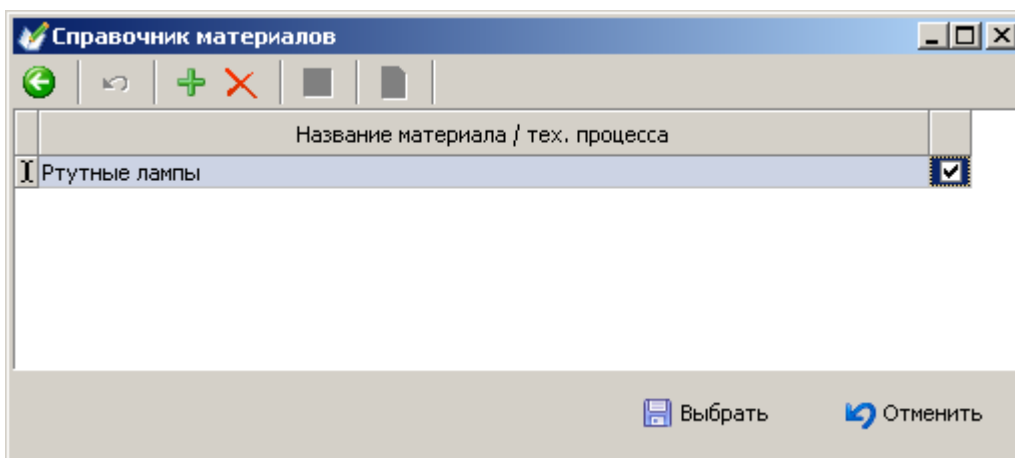 Справочник материалов
Название материала / тех. процесса
Ртутные лампы
Выбрать Отменить